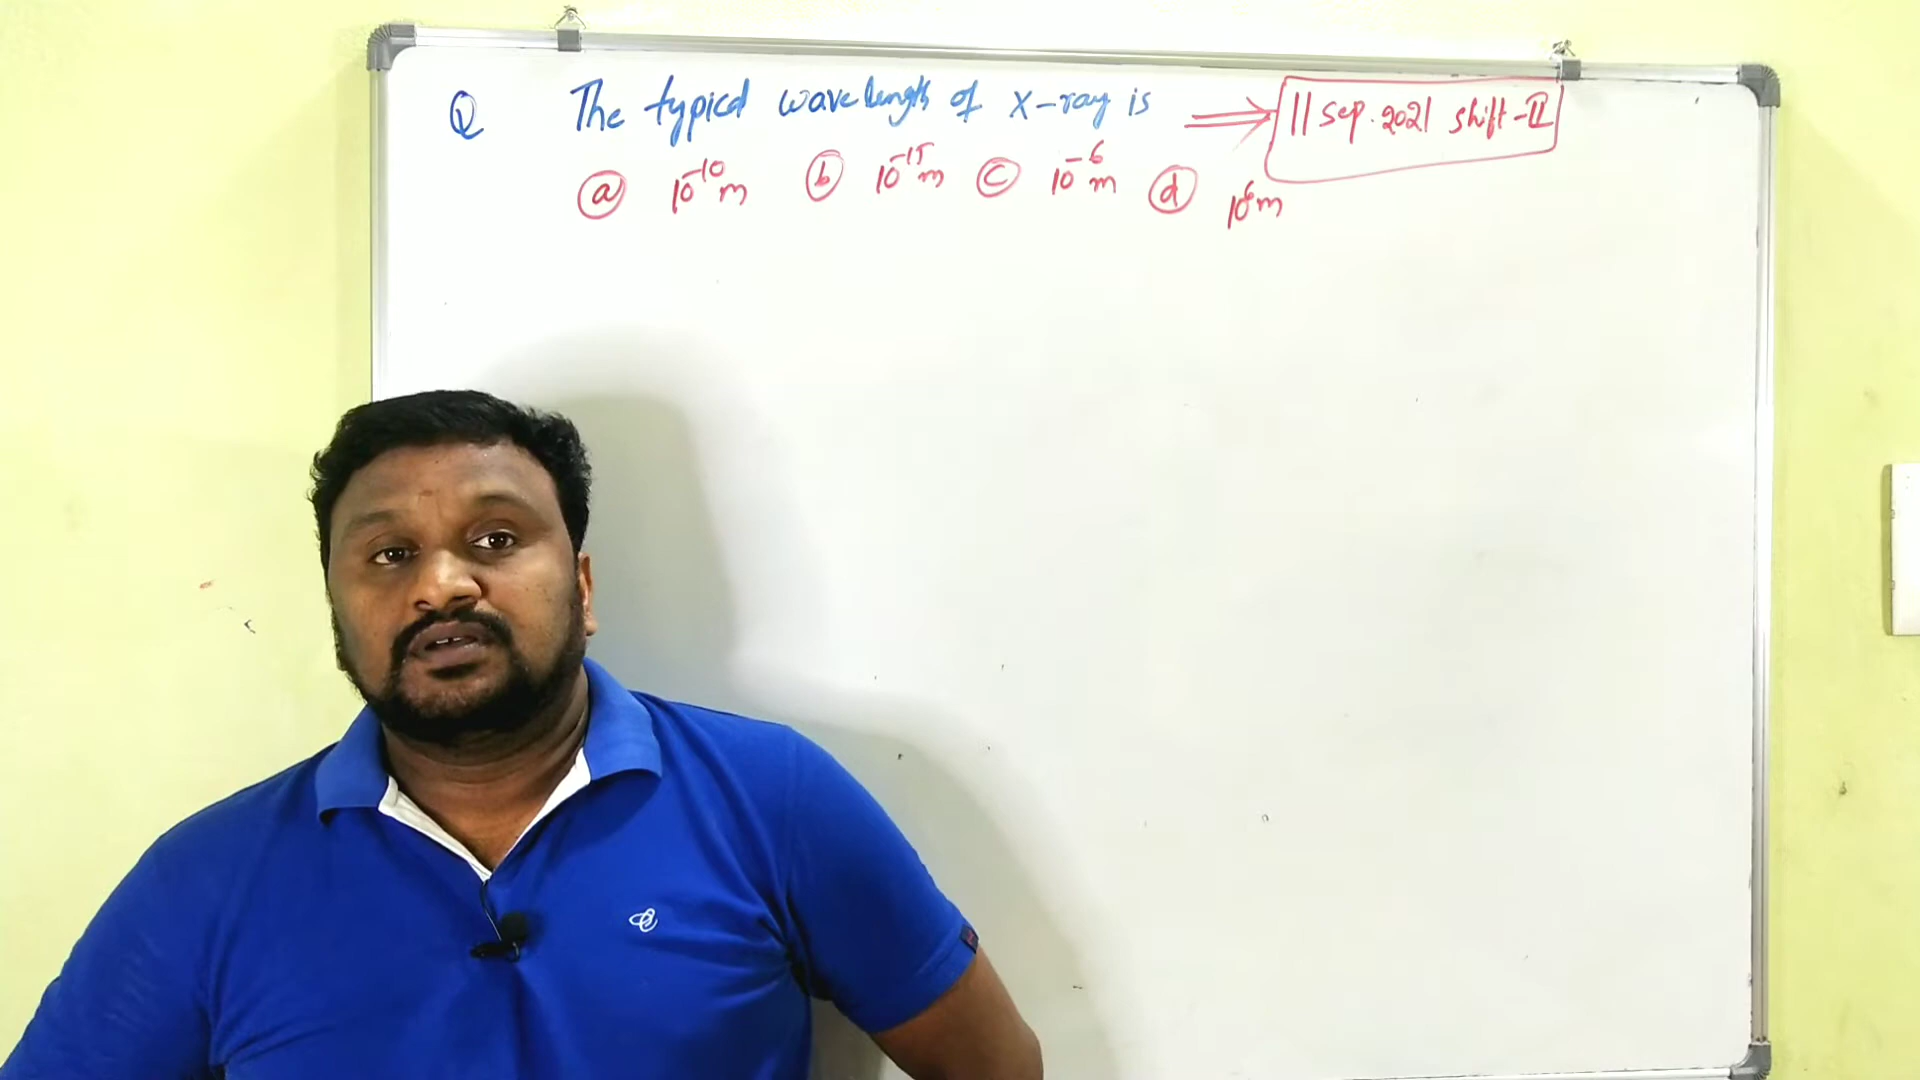 Q The typical wavelength of X-ray is ⇒ 11 Sep. 2021 shift-II
ⓐ 10⁻¹⁰m ⓑ 10⁻¹⁵m ⓒ 10⁻⁶m ⓓ 10⁶m